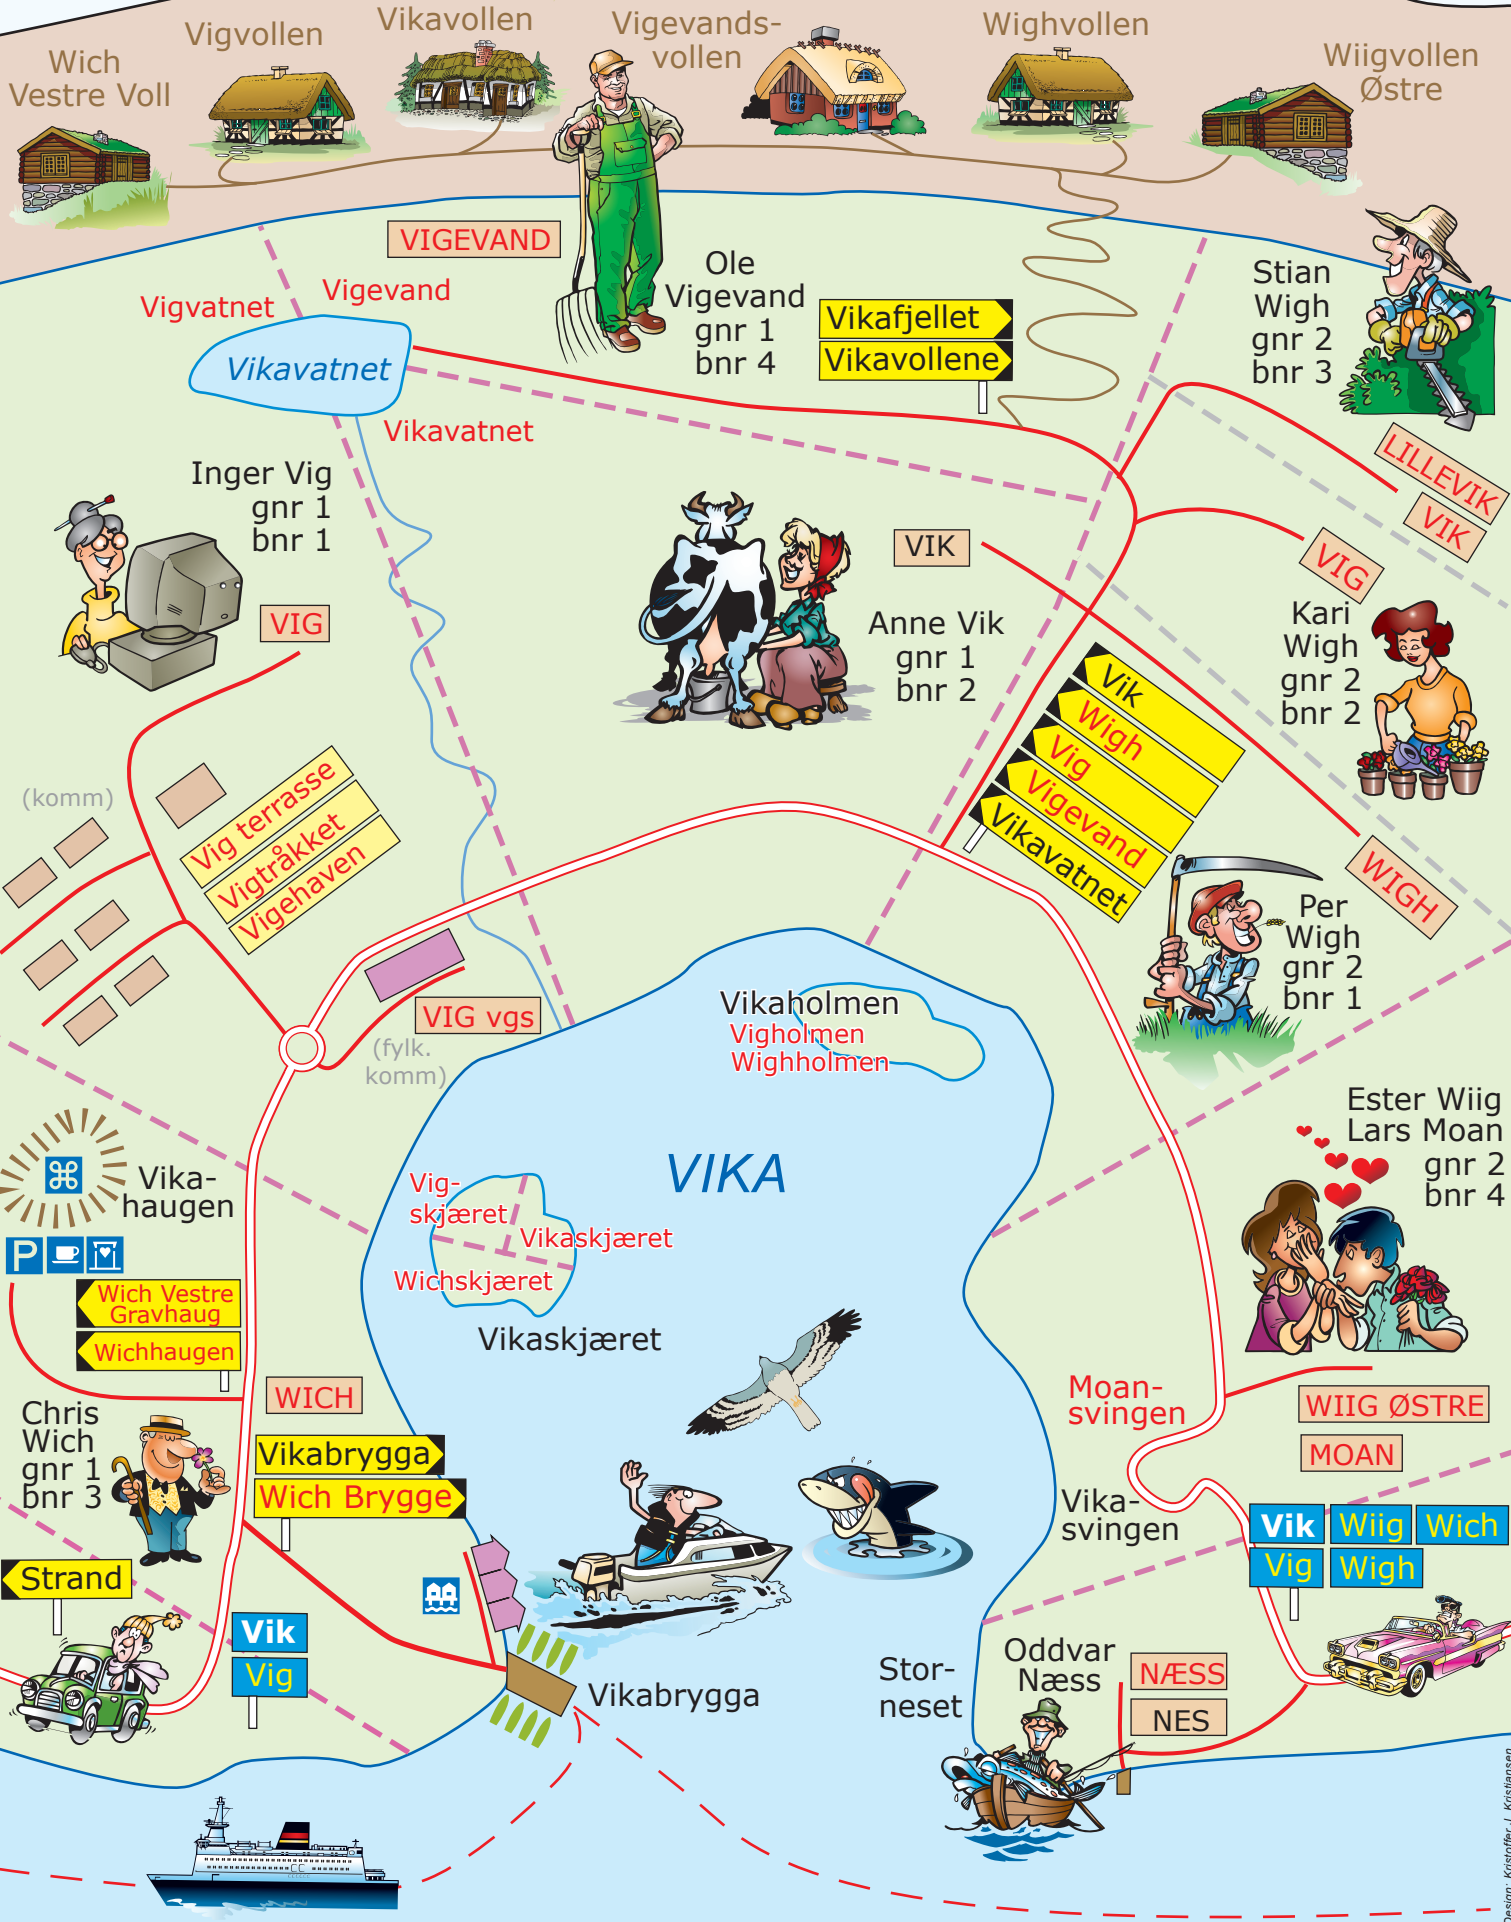 Wich
Vestre Voll
Vigvollen
Vikavollen
Vigevands-
vollen
Wighvollen
Wiigvollen
Østre
VIGEVAND
Vigvatnet
Vigevand
Vikavatnet
Vikavatnet
Ole
Vigevand
gnr 1
bnr 4
Vikafjellet
Vikavollene
Stian
Wigh
gnr 2
bnr 3
LILLEVIK
VIK
VIG
Inger Vig
gnr 1
bnr 1
VIG
VIK
Anne Vik
gnr 1
bnr 2
Kari
Wigh
gnr 2
bnr 2
Vik
Wigh
Vig
Vigevand
Vikavatnet
WIGH
Per
Wigh
gnr 2
bnr 1
(komm)
Vig terrasse
Vigtråkket
Vigehaven
VIG vgs
(fylk.
komm)
Vikaholmen
Vigholmen
Wighholmen
VIKA
Vig-
skjæret
Vikaskjæret
Wichskjæret
Vikaskjæret
Vika-
haugen
P
Wich Vestre
Gravhaug
Wichhaugen
WICH
Chris
Wich
gnr 1
bnr 3
Vikabrygga
Wich Brygge
Strand
Vik
Vig
Vikabrygga
Ester Wiig
Lars Moan
gnr 2
bnr 4
Moan-
svingen
WIIG ØSTRE
MOAN
Vika-
svingen
Vik Wiig Wich
Vig Wigh
Stor-
neset
Oddvar
Næss
NÆSS
NES
Design: Kristoffer J. Kristiansen